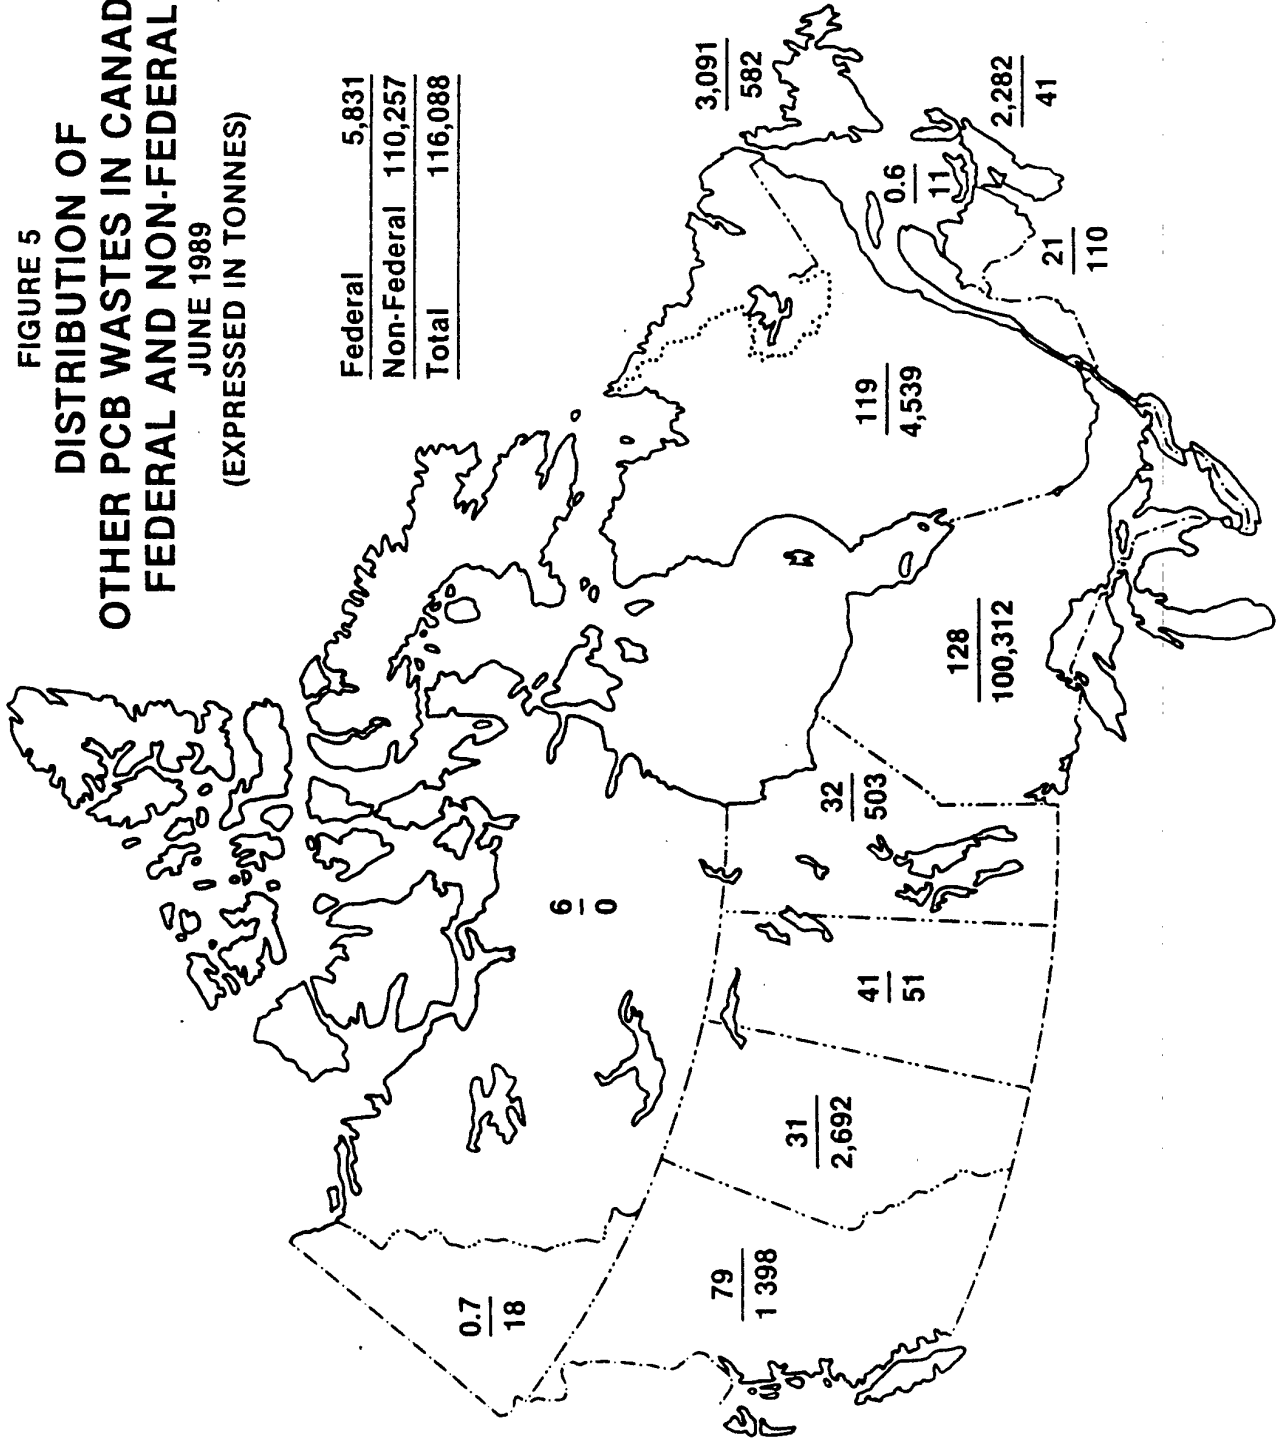 FIGURE 5
DISTRIBUTION OF
OTHER PCB WASTES IN CANAD
FEDERAL AND NON-FEDERAL
JUNE 1989
(EXPRESSED IN TONNES)
Federal 5,831
Non-Federal 110,257
Total 116,088
0.7
18
6
0
79
1 398
31
2,692
41
51
32
503
128
100,312
119
4,539
3,091
582
0.6
11
21
110
2,282
41